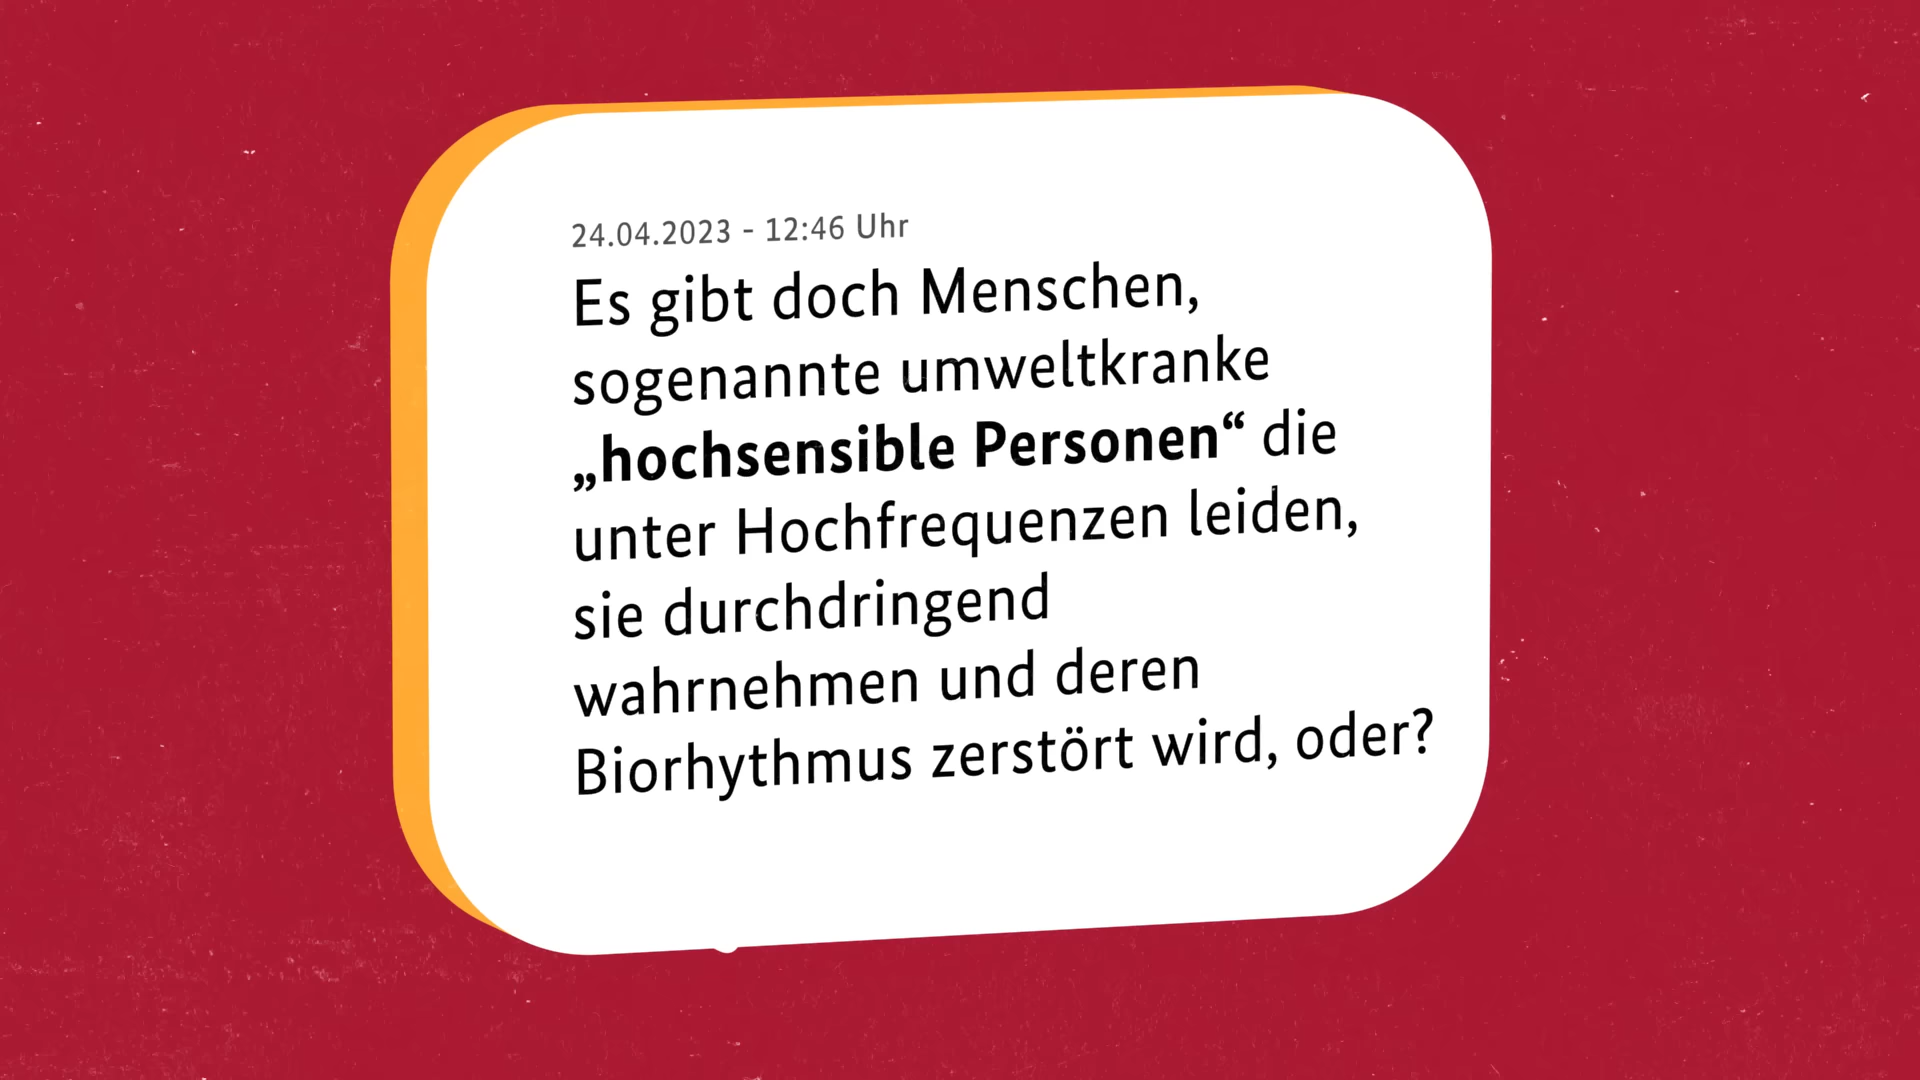 24.04.2023 - 12:46 Uhr
Es gibt doch Menschen,
sogenannte umweltkranke
„hochsensible Personen“ die
unter Hochfrequenzen leiden,
sie durchdringend
wahrnehmen und deren
Biorhythmus zerstört wird, oder?